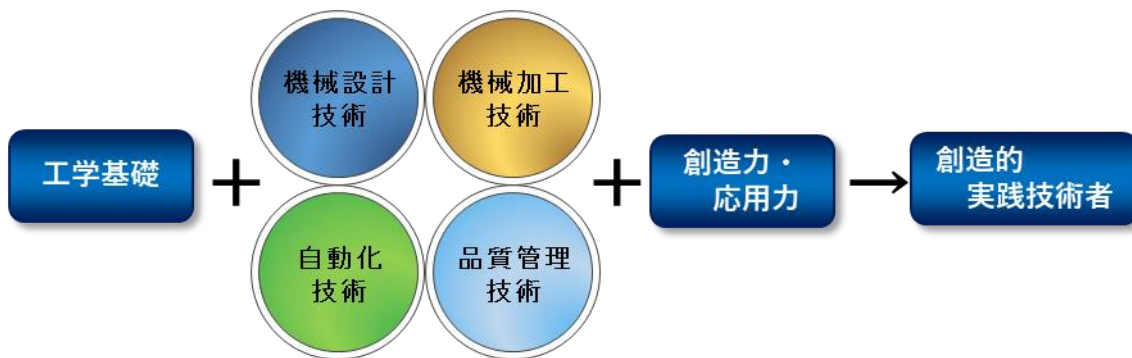 工学基礎
+
機械設計
技術
機械加工
技術
自動化
技術
品質管理
技術
+
創造力・
応用力
→
創造的
実践技術者